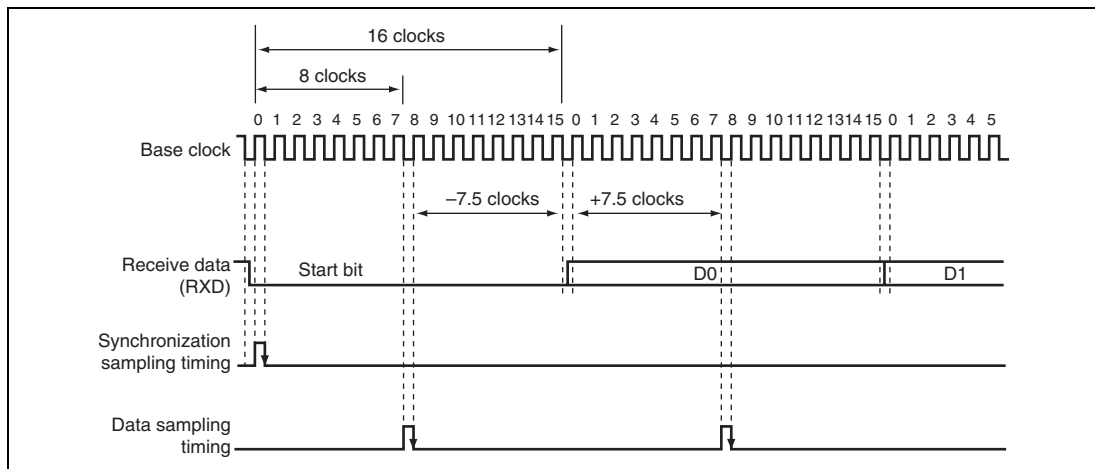 16 clocks
8 clocks
0 1 2 3 4 5 6 7 8 9 10 11 12 13 14 15 0 1 2 3 4 5 6 7 8 9 10 11 12 13 14 15 0 1 2 3 4 5
Base clock
–7.5 clocks +7.5 clocks
Receive data
(RXD)
Start bit D0 D1
Synchronization
sampling timing
Data sampling
timing